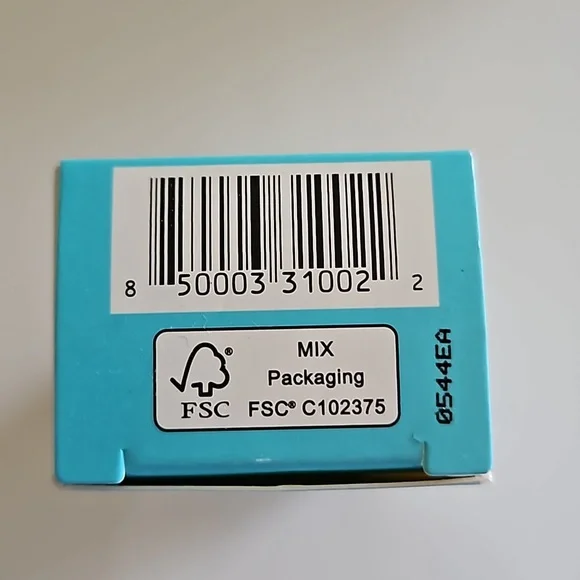 8 50003 31002 2
MIX
Packaging
FSC® FSC® C102375
0544EA